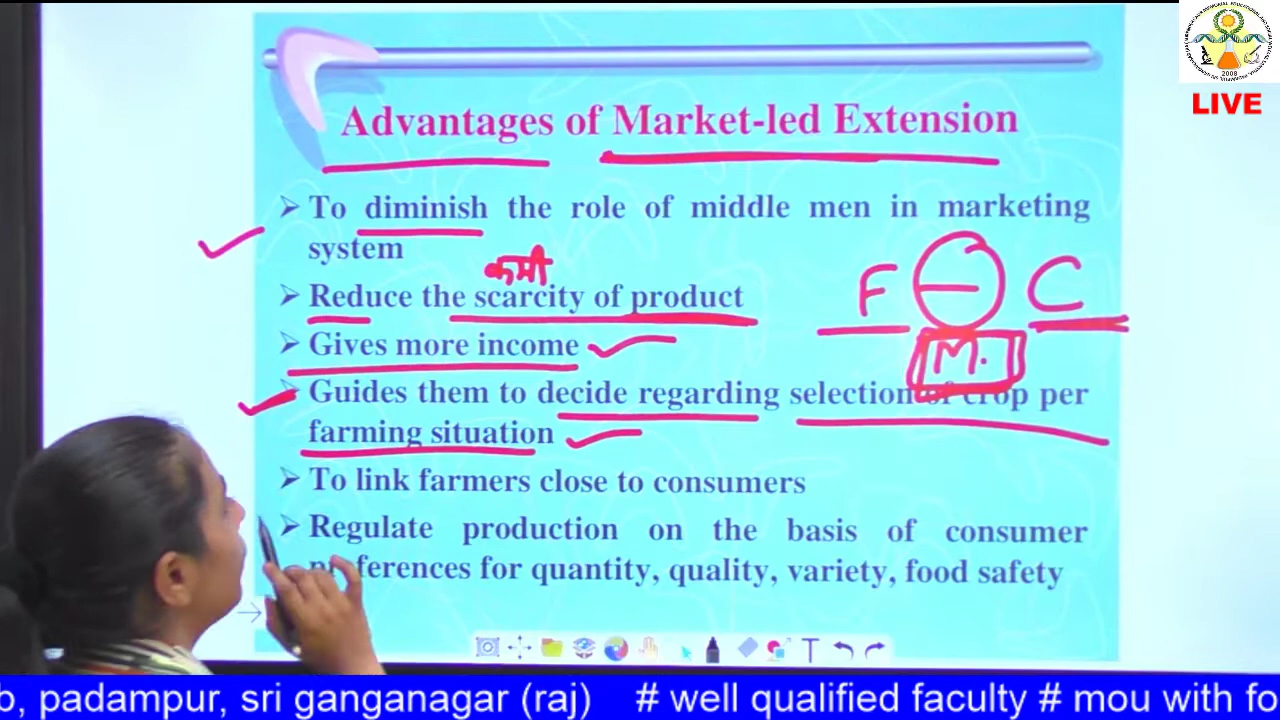 LIVE
Advantages of Market-led Extension
➤ To diminish the role of middle men in marketing
system
कमी
➤ Reduce the scarcity of product
F C
M.
➤ Gives more income
➤ Guides them to decide regarding selection of crop per
farming situation
➤ To link farmers close to consumers
➤ Regulate production on the basis of consumer
preferences for quantity, quality, variety, food safety
2008
b, padampur, sri ganganagar (raj) # well qualified faculty # mou with fo